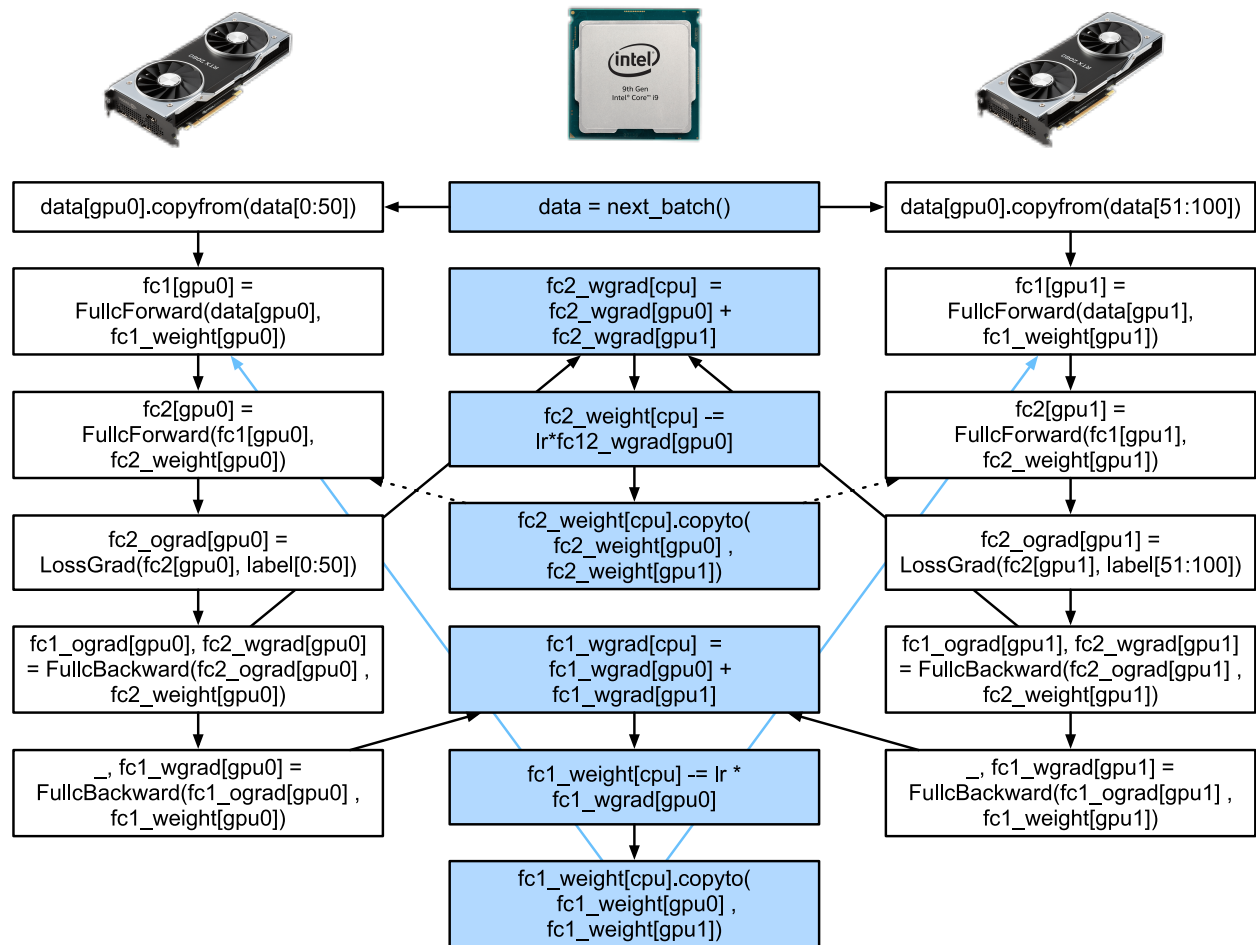 RTX 2080
intel
9th Gen
Intel® Core™ i9
RTX 2080
data[gpu0].copyfrom(data[0:50])
data = next_batch()
data[gpu0].copyfrom(data[51:100])
fc1[gpu0] =
FullcForward(data[gpu0],
fc1_weight[gpu0])
fc2_wgrad[cpu] =
fc2_wgrad[gpu0] +
fc2_wgrad[gpu1]
fc1[gpu1] =
FullcForward(data[gpu1],
fc1_weight[gpu1])
fc2[gpu0] =
FullcForward(fc1[gpu0],
fc2_weight[gpu0])
fc2_weight[cpu] -=
lr*fc12_wgrad[gpu0]
fc2[gpu1] =
FullcForward(fc1[gpu1],
fc2_weight[gpu1])
fc2_ograd[gpu0] =
LossGrad(fc2[gpu0], label[0:50])
fc2_weight[cpu].copyto(
fc2_weight[gpu0] ,
fc2_weight[gpu1])
fc2_ograd[gpu1] =
LossGrad(fc2[gpu1], label[51:100])
fc1_ograd[gpu0], fc2_wgrad[gpu0]
= FullcBackward(fc2_ograd[gpu0] ,
fc2_weight[gpu0])
fc1_wgrad[cpu] =
fc1_wgrad[gpu0] +
fc1_wgrad[gpu1]
fc1_ograd[gpu1], fc2_wgrad[gpu1]
= FullcBackward(fc2_ograd[gpu1] ,
fc2_weight[gpu1])
_, fc1_wgrad[gpu0] =
FullcBackward(fc1_ograd[gpu0] ,
fc1_weight[gpu0])
fc1_weight[cpu] -= lr *
fc1_wgrad[gpu0]
_, fc1_wgrad[gpu1] =
FullcBackward(fc1_ograd[gpu1] ,
fc1_weight[gpu1])
fc1_weight[cpu].copyto(
fc1_weight[gpu0] ,
fc1_weight[gpu1])